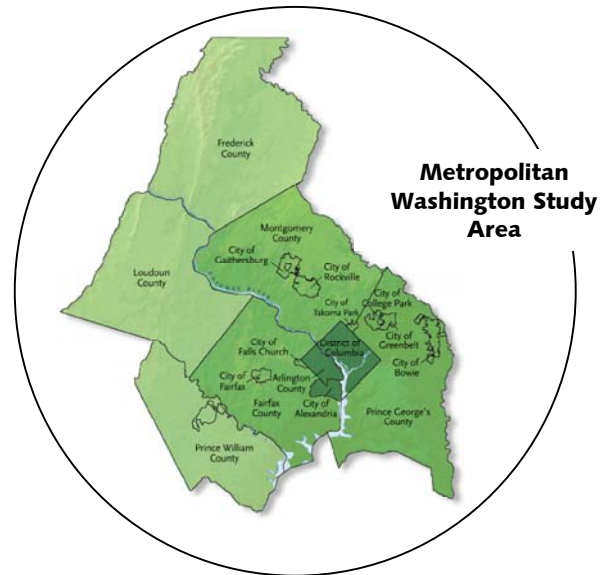 Metropolitan
Washington Study
Area
Frederick
County
Montgomery
County
City of
Gaithersburg
City of
Rockville
Loudoun
County
Potomac River
City of
Takoma Park
City of
College Park
City of
Greenbelt
City of
Bowie
District of
Columbia
City of
Falls Church
City of
Fairfax
Arlington
County
City of
Alexandria
Fairfax
County
Prince George's
County
Prince William
County